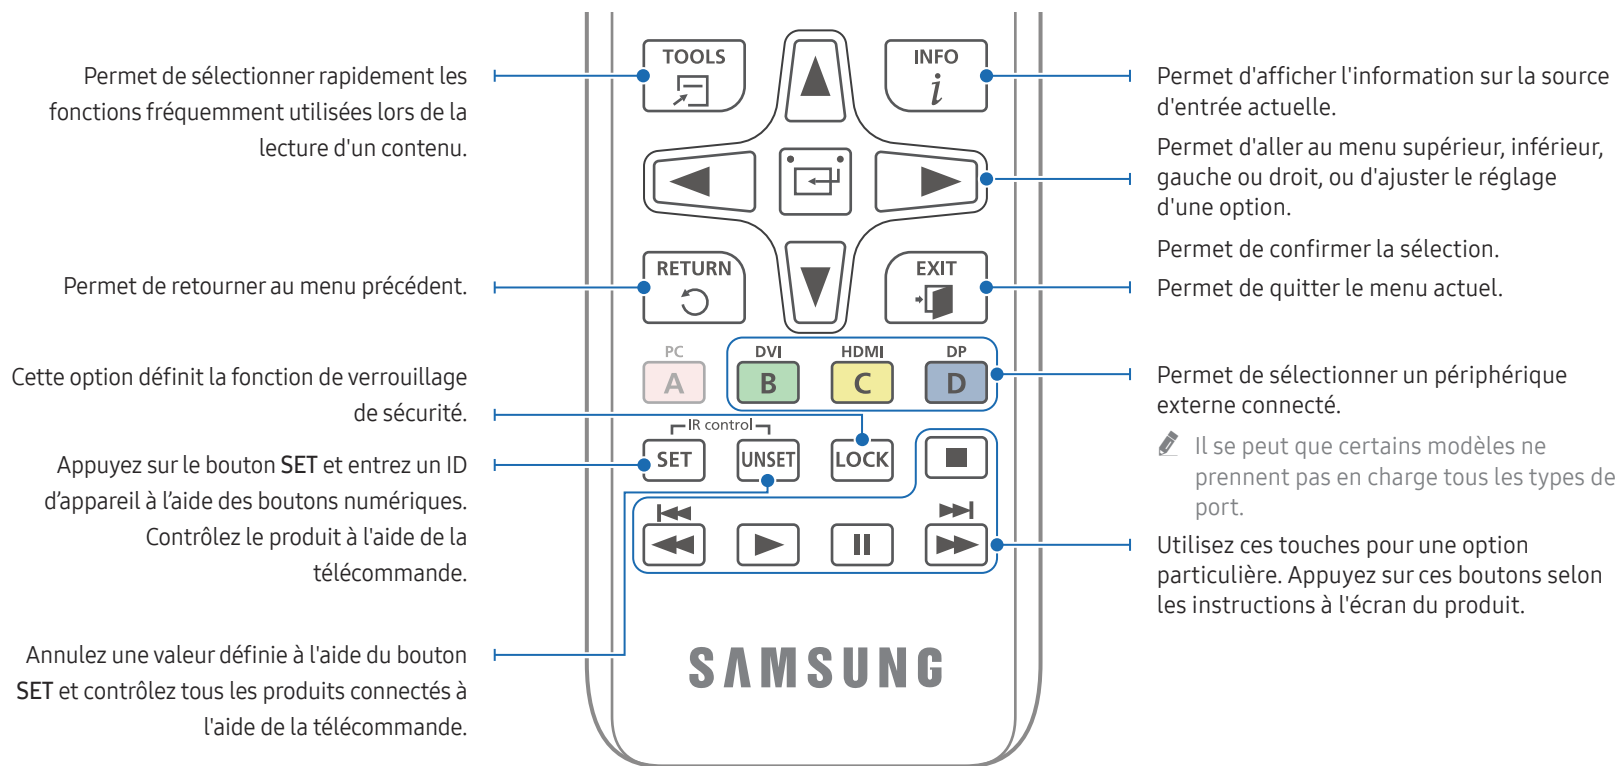 Permet de sélectionner rapidement les
fonctions fréquemment utilisées lors de la
lecture d'un contenu.
Permet de retourner au menu précédent.
Cette option définit la fonction de verrouillage
de sécurité.
Appuyez sur le bouton SET et entrez un ID
d’appareil à l’aide des boutons numériques.
Contrôlez le produit à l'aide de la
télécommande.
Annulez une valeur définie à l'aide du bouton
SET et contrôlez tous les produits connectés à
l'aide de la télécommande.
TOOLS
INFO
i
RETURN
EXIT
PC
DVI
HDMI
DP
A
B
C
D
IR control
SET
UNSET
LOCK
SAMSUNG
Permet d'afficher l'information sur la source
d'entrée actuelle.
Permet d'aller au menu supérieur, inférieur,
gauche ou droit, ou d'ajuster le réglage
d'une option.
Permet de confirmer la sélection.
Permet de quitter le menu actuel.
Permet de sélectionner un périphérique
externe connecté.
Il se peut que certains modèles ne
prennent pas en charge tous les types de
port.
Utilisez ces touches pour une option
particulière. Appuyez sur ces boutons selon
les instructions à l'écran du produit.